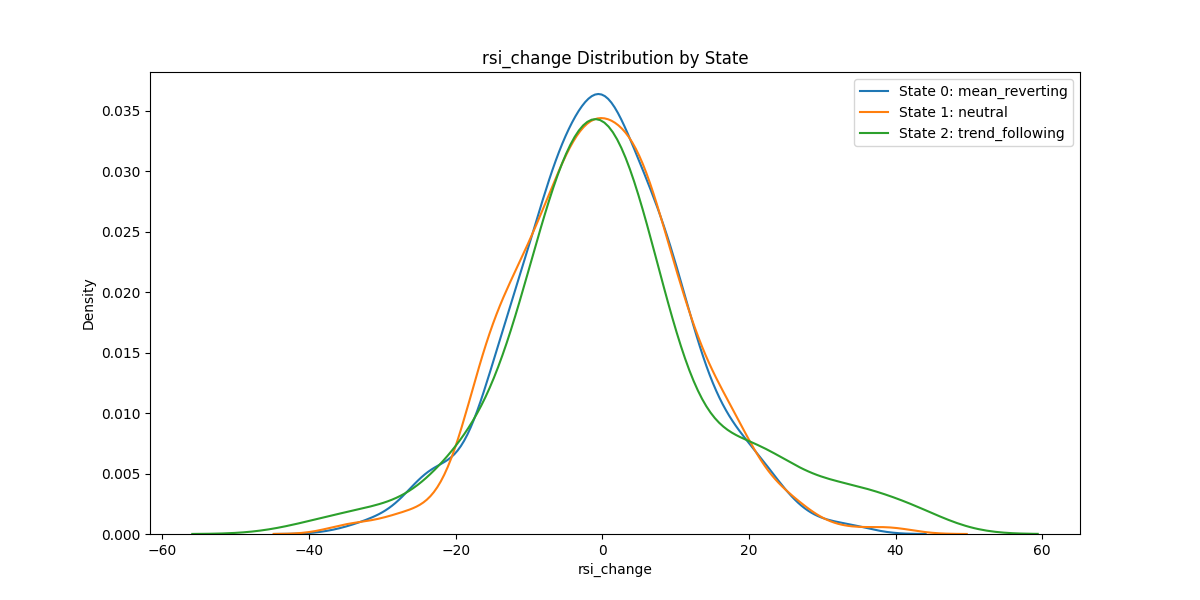 rsi_change Distribution by State
State 0: mean_reverting
State 1: neutral
State 2: trend_following
Density
0.035
0.030
0.025
0.020
0.015
0.010
0.005
0.000
−60 −40 −20 0 20 40 60
rsi_change